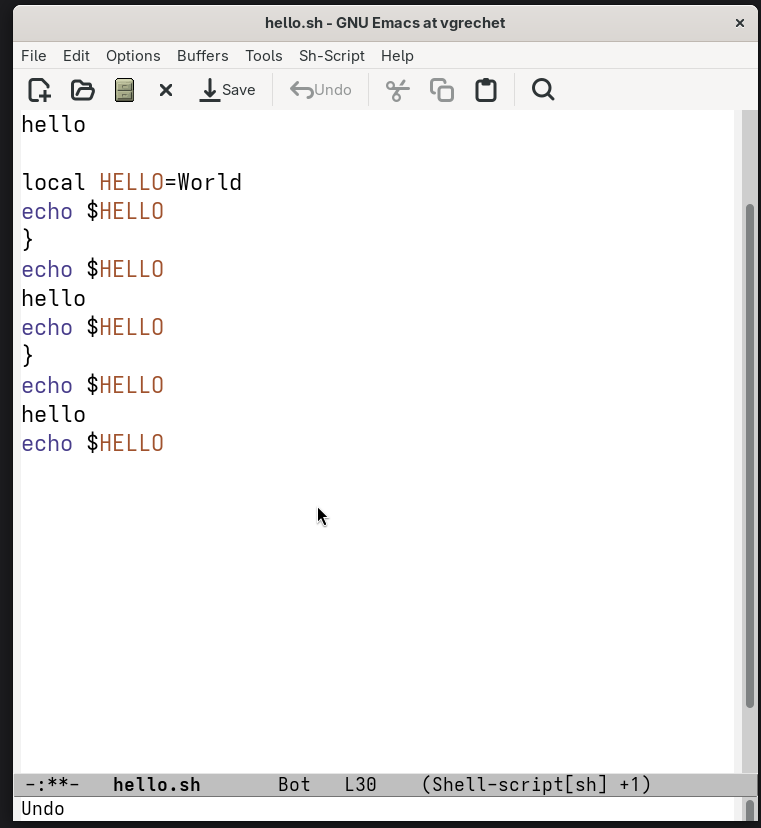 hello.sh - GNU Emacs at vgrechet
File Edit Options Buffers Tools Sh-Script Help
Save Undo
hello
local HELLO=World
echo $HELLO
}
echo $HELLO
hello
echo $HELLO
}
echo $HELLO
hello
echo $HELLO
-:**- hello.sh Bot L30 (Shell-script[sh] +1)
Undo